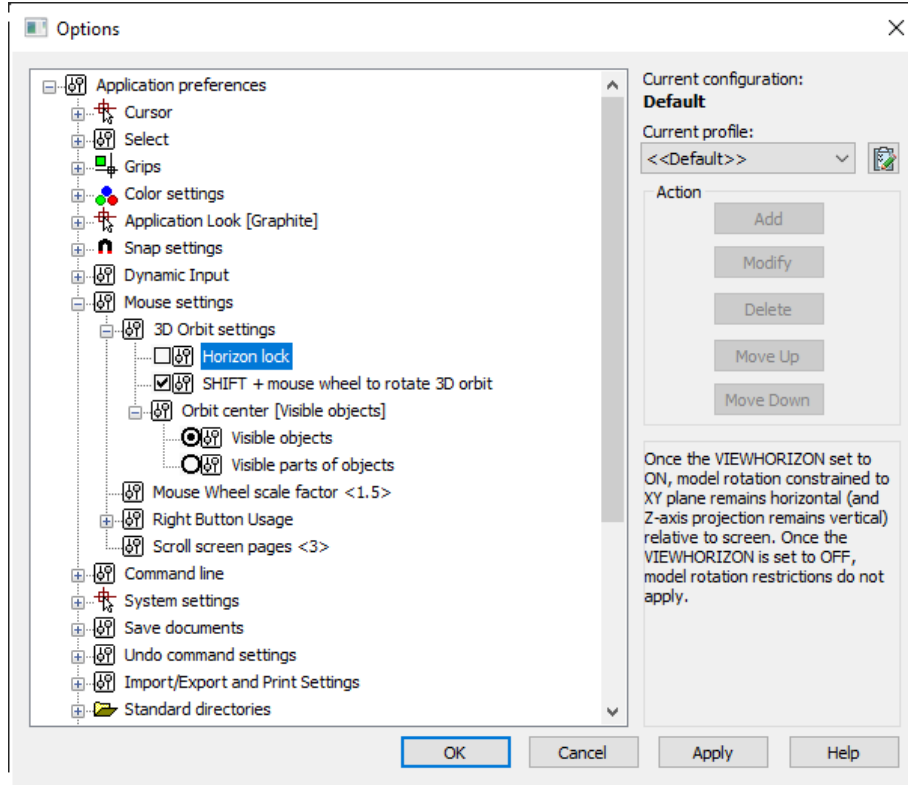 Options
Application preferences
Cursor
Select
Grips
Color settings
Application Look [Graphite]
Snap settings
Dynamic Input
Mouse settings
3D Orbit settings
Horizon lock
SHIFT + mouse wheel to rotate 3D orbit
Orbit center [Visible objects]
Visible objects
Visible parts of objects
Mouse Wheel scale factor <1.5>
Right Button Usage
Scroll screen pages <3>
Command line
System settings
Save documents
Undo command settings
Import/Export and Print Settings
Standard directories
Current configuration:
Default
Current profile:
<<Default>>
Action
Add
Modify
Delete
Move Up
Move Down
Once the VIEWHORIZON set to
ON, model rotation constrained to
XY plane remains horizontal (and
Z-axis projection remains vertical)
relative to screen. Once the
VIEWHORIZON is set to OFF,
model rotation restrictions do not
apply.
OK
Cancel
Apply
Help